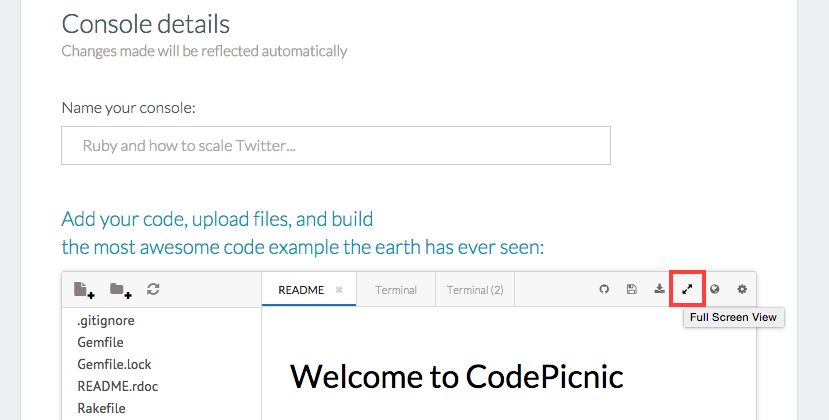 Console details
Changes made will be reflected automatically
Name your console:
Ruby and how to scale Twitter...
Add your code, upload files, and build
the most awesome code example the earth has ever seen:
README Terminal Terminal (2)
Full Screen View
.gitignore
Gemfile
Gemfile.lock
README.rdoc
Rakefile
Welcome to CodePicnic